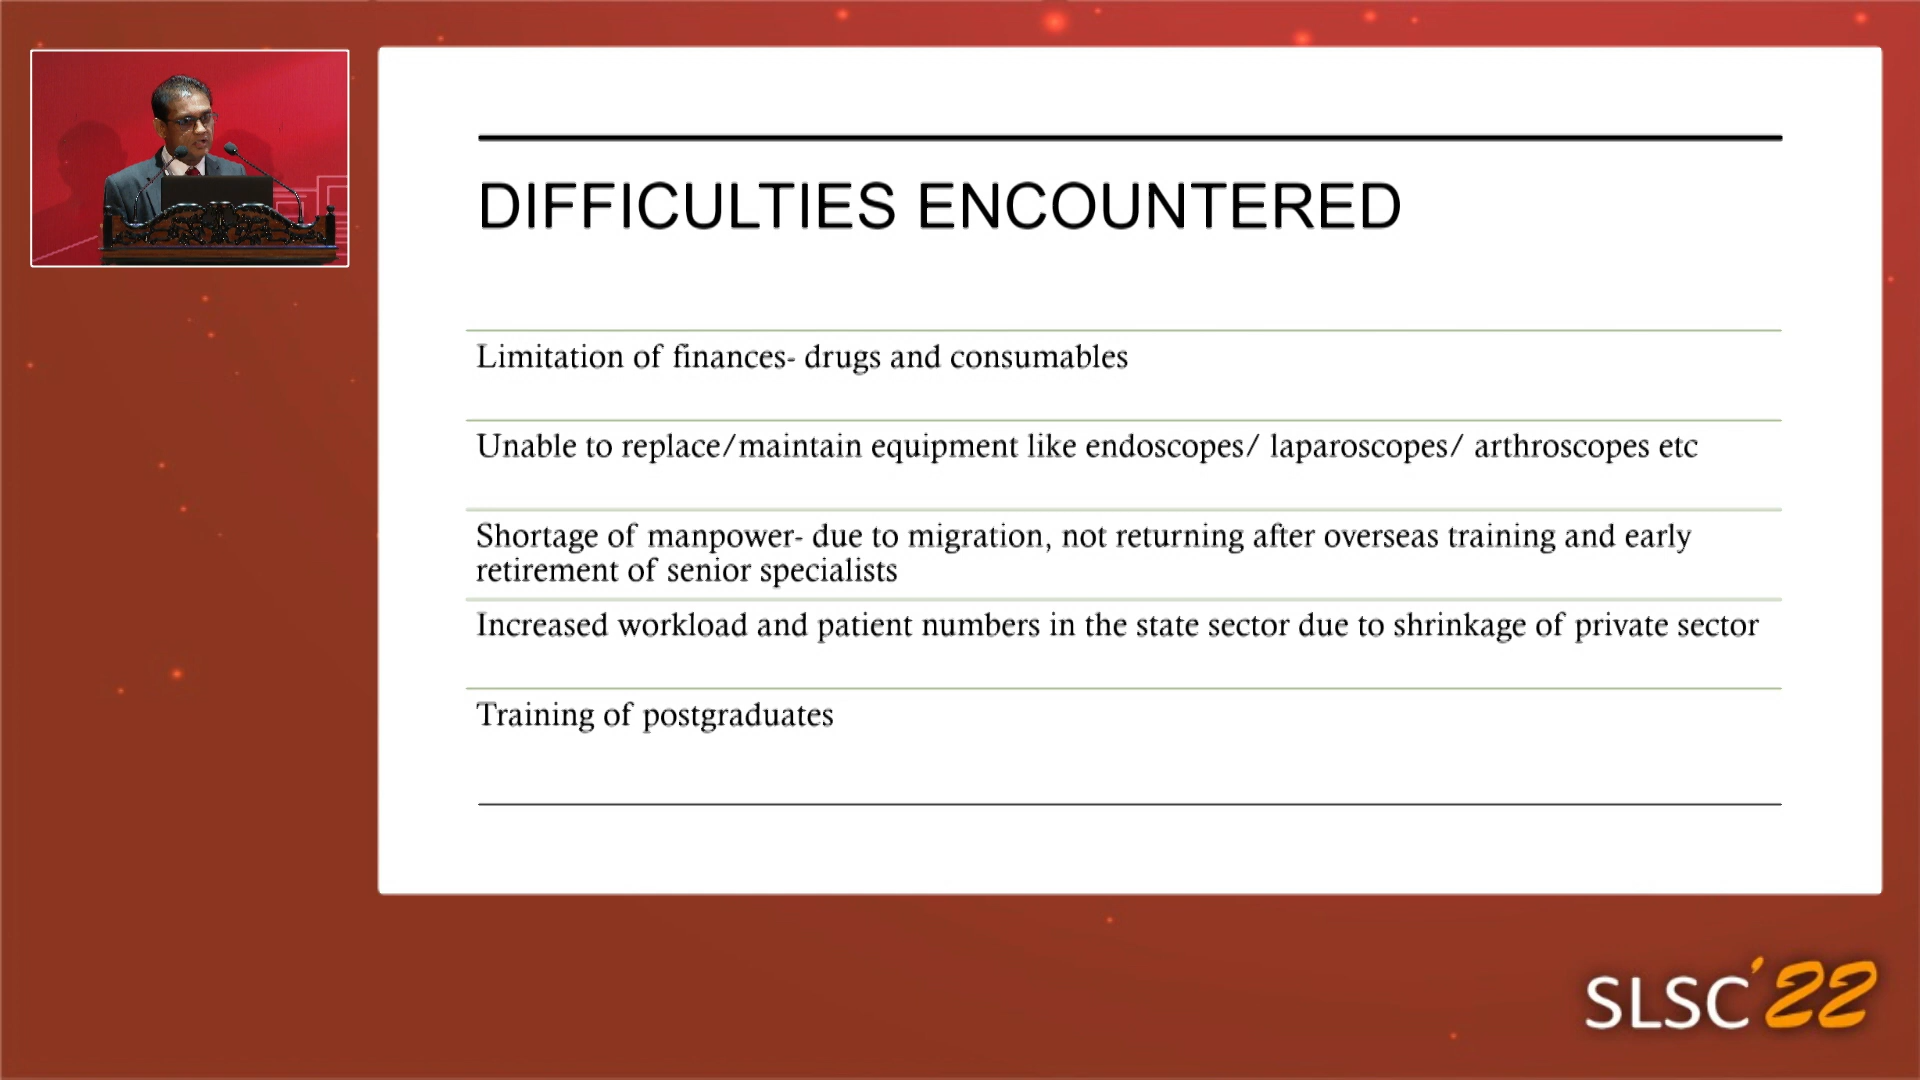 DIFFICULTIES ENCOUNTERED
Limitation of finances- drugs and consumables
Unable to replace/maintain equipment like endoscopes/ laparoscopes/ arthroscopes etc
Shortage of manpower- due to migration, not returning after overseas training and early
retirement of senior specialists
Increased workload and patient numbers in the state sector due to shrinkage of private sector
Training of postgraduates
SLSC'22